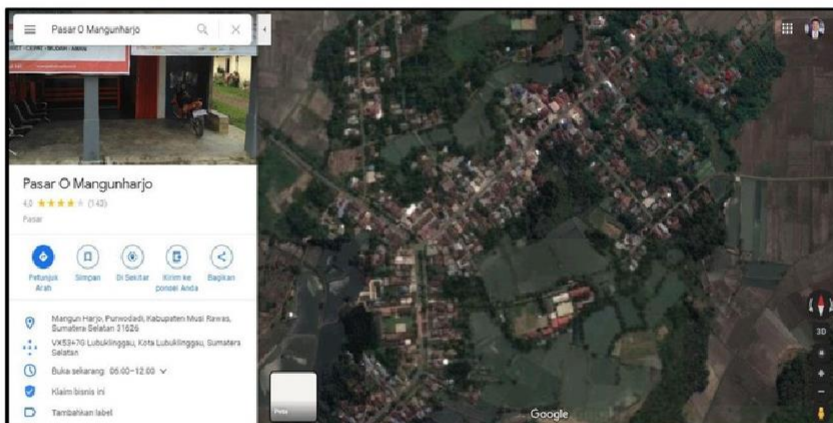 Pasar O Mangunharjo
Pasar O Mangunharjo
4,0 (143)
Pasar
Petunjuk Arah
Simpan
Di Sekitar
Kirim ke ponsel Anda
Bagikan
Mangun Harjo, Purwodadi, Kabupaten Musi Rawas,
Sumatera Selatan 31626
VX53+7G Lubuklinggau, Kota Lubuklinggau, Sumatera
Selatan
Buka sekarang: 06.00–12.00
Klaim bisnis ini
Tambahkan label
Peta
Google
3D